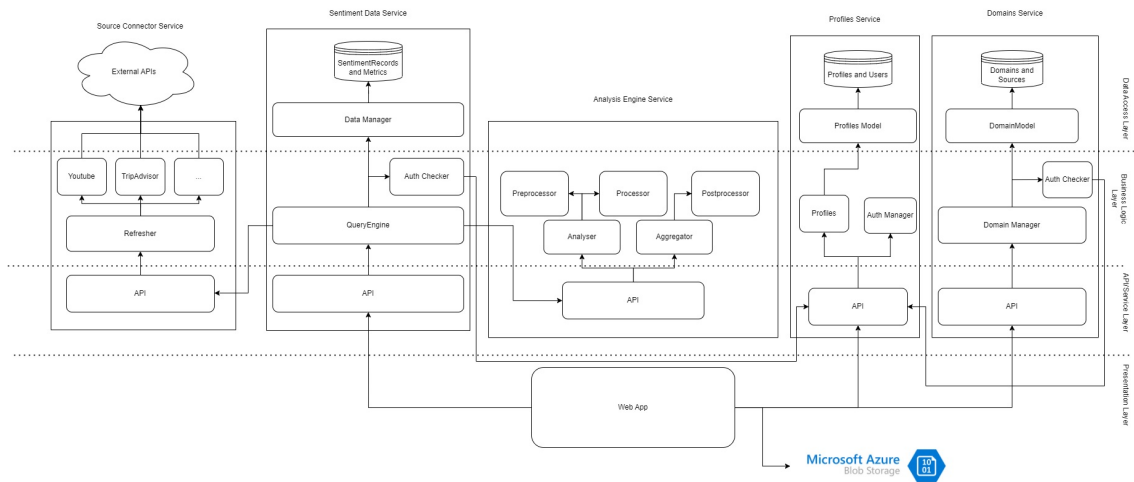 Source Connector Service
Sentiment Data Service
Analysis Engine Service
Profiles Service
Domains Service
External APIs
SentimentRecords
and Metrics
Profiles and Users
Domains and
Sources
Data Manager
Profiles Model
DomainModel
Data Access Layer
Youtube
TripAdvisor
...
Auth Checker
Preprocessor
Processor
Postprocessor
Auth Checker
Profiles
Auth Manager
Refresher
QueryEngine
Analyser
Aggregator
Domain Manager
Business Logic
Layer
API
API
API
API
API
API/Service Layer
Web App
Presentation Layer
Microsoft Azure
Blob Storage
10
01